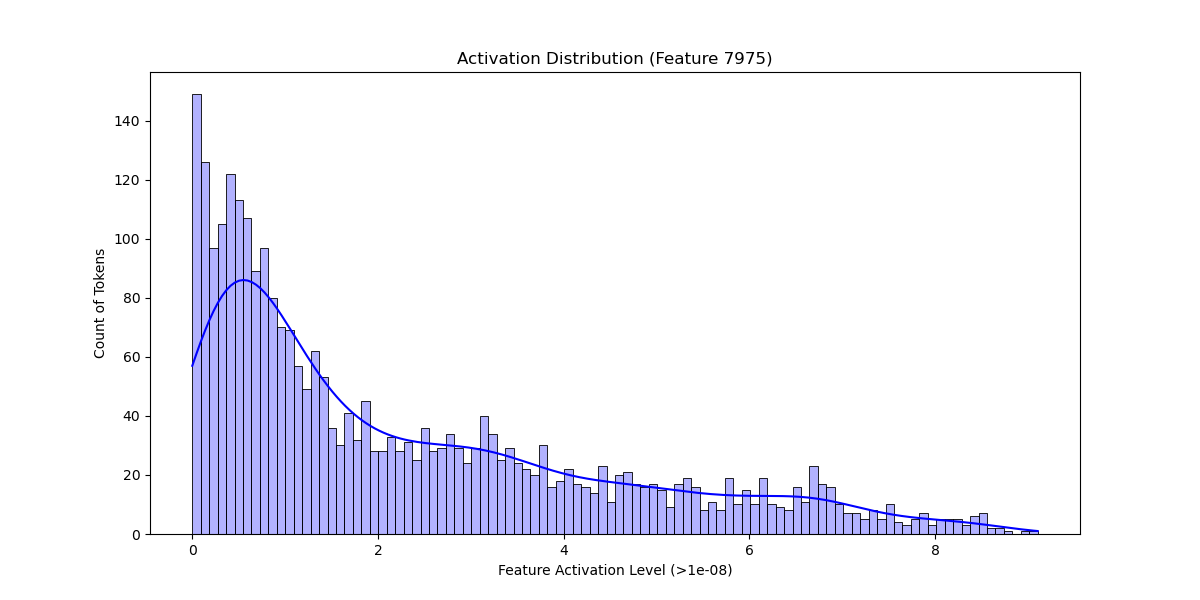 Activation Distribution (Feature 7975)
140
120
100
80
60
40
20
0
Count of Tokens
0 2 4 6 8
Feature Activation Level (>1e-08)